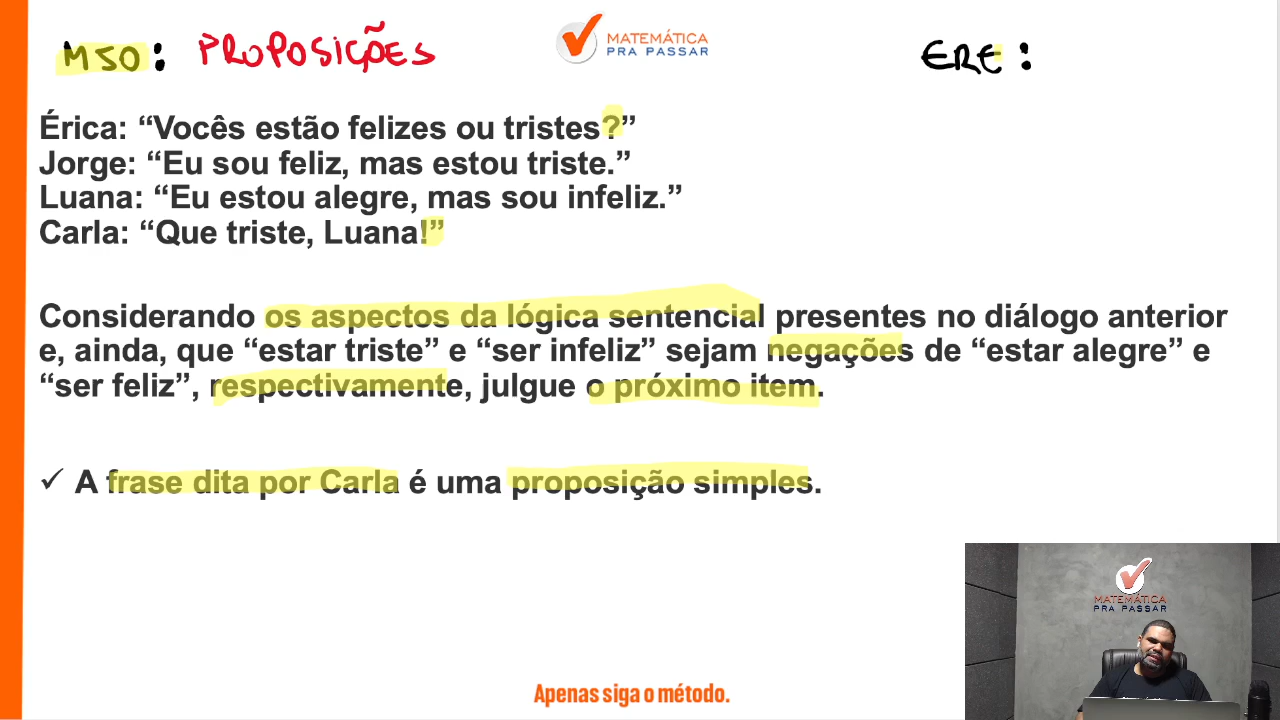 MSO: PROPOSIÇÕES
MATEMÁTICA
PRA PASSAR
ERE:
Érica: “Vocês estão felizes ou tristes?”
Jorge: “Eu sou feliz, mas estou triste.”
Luana: “Eu estou alegre, mas sou infeliz.”
Carla: “Que triste, Luana!”
Considerando os aspectos da lógica sentencial presentes no diálogo anterior
e, ainda, que “estar triste” e “ser infeliz” sejam negações de “estar alegre” e
“ser feliz”, respectivamente, julgue o próximo item.
✓ A frase dita por Carla é uma proposição simples.
MATEMÁTICA
PRA PASSAR
Apenas siga o método.